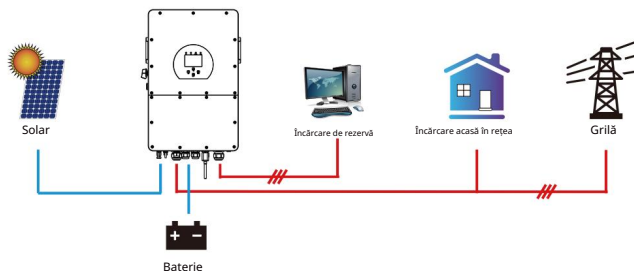 Solar
Încărcare de rezervă
Încărcare acasă în rețea
Grilă
Baterie